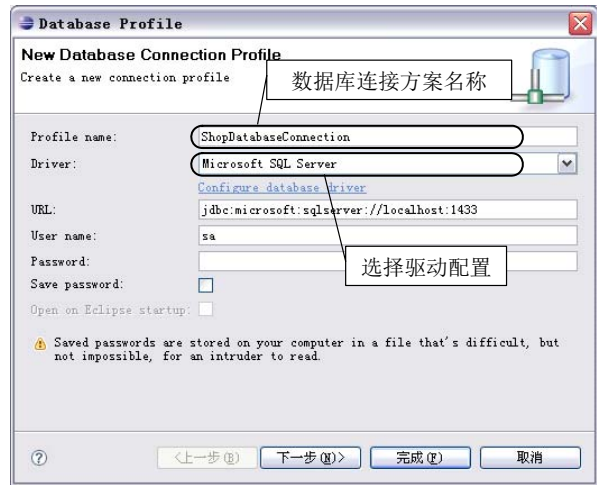 Database Profile
New Database Connection Profile
Create a new connection profile
数据库连接方案名称
Profile name: ShopDatabaseConnection
Driver: Microsoft SQL Server
Configure database driver
URL: jdbc:microsoft:sqlserver://localhost:1433
User name: sa
Password:
选择驱动配置
Save password:
Open on Eclipse startup:
Saved passwords are stored on your computer in a file that's difficult, but
not impossible, for an intruder to read.
?
<上一步(B) 下一步(N)> 完成(F) 取消